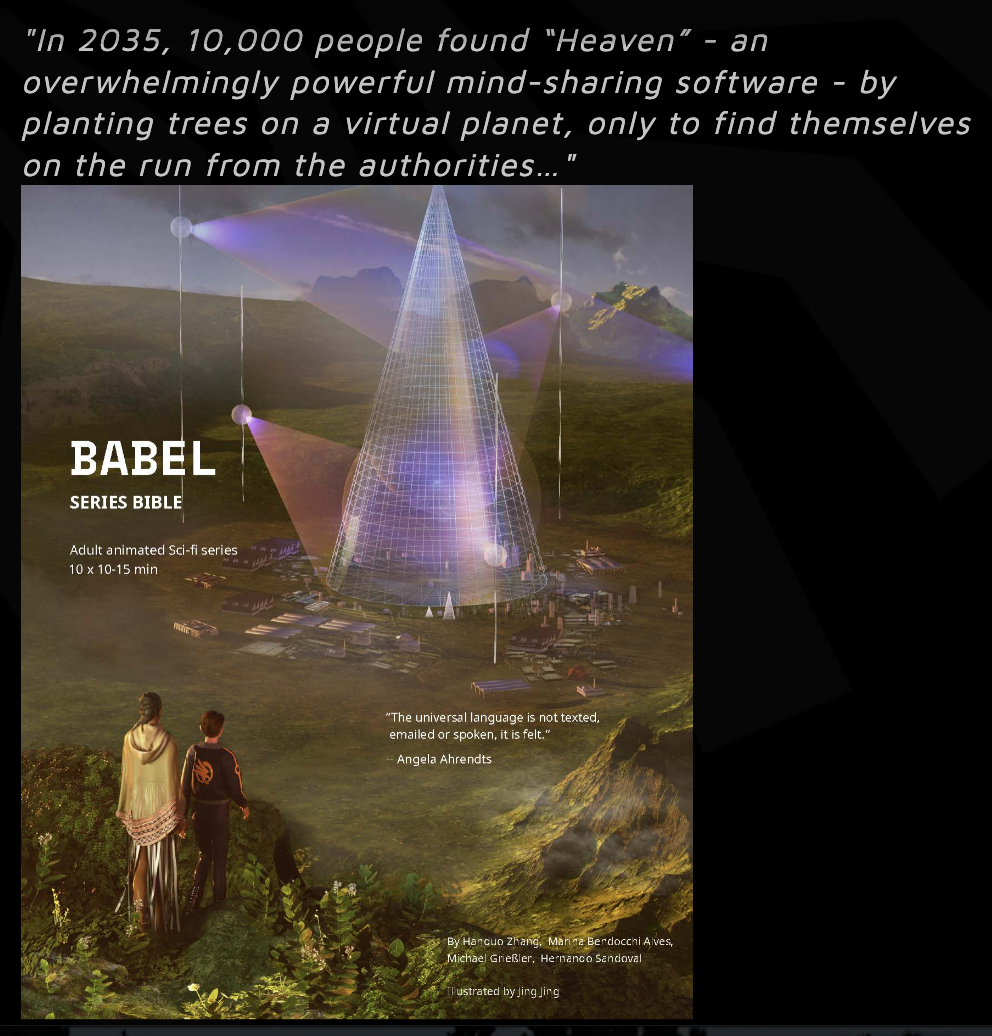 "In 2035, 10,000 people found “Heaven” - an
overwhelmingly powerful mind-sharing software - by
planting trees on a virtual planet, only to find themselves
on the run from the authorities..."
BABEL
SERIES BIBLE
Adult animated Sci-fi series
10 x 10-15 min
“The universal language is not texted,
emailed or spoken, it is felt.”
-- Angela Ahrendts
By Hanquo Zhang, Marina Bendocchi Alves,
Michael Grießler, Hernando Sandoval
Illustrated by Jing Jing